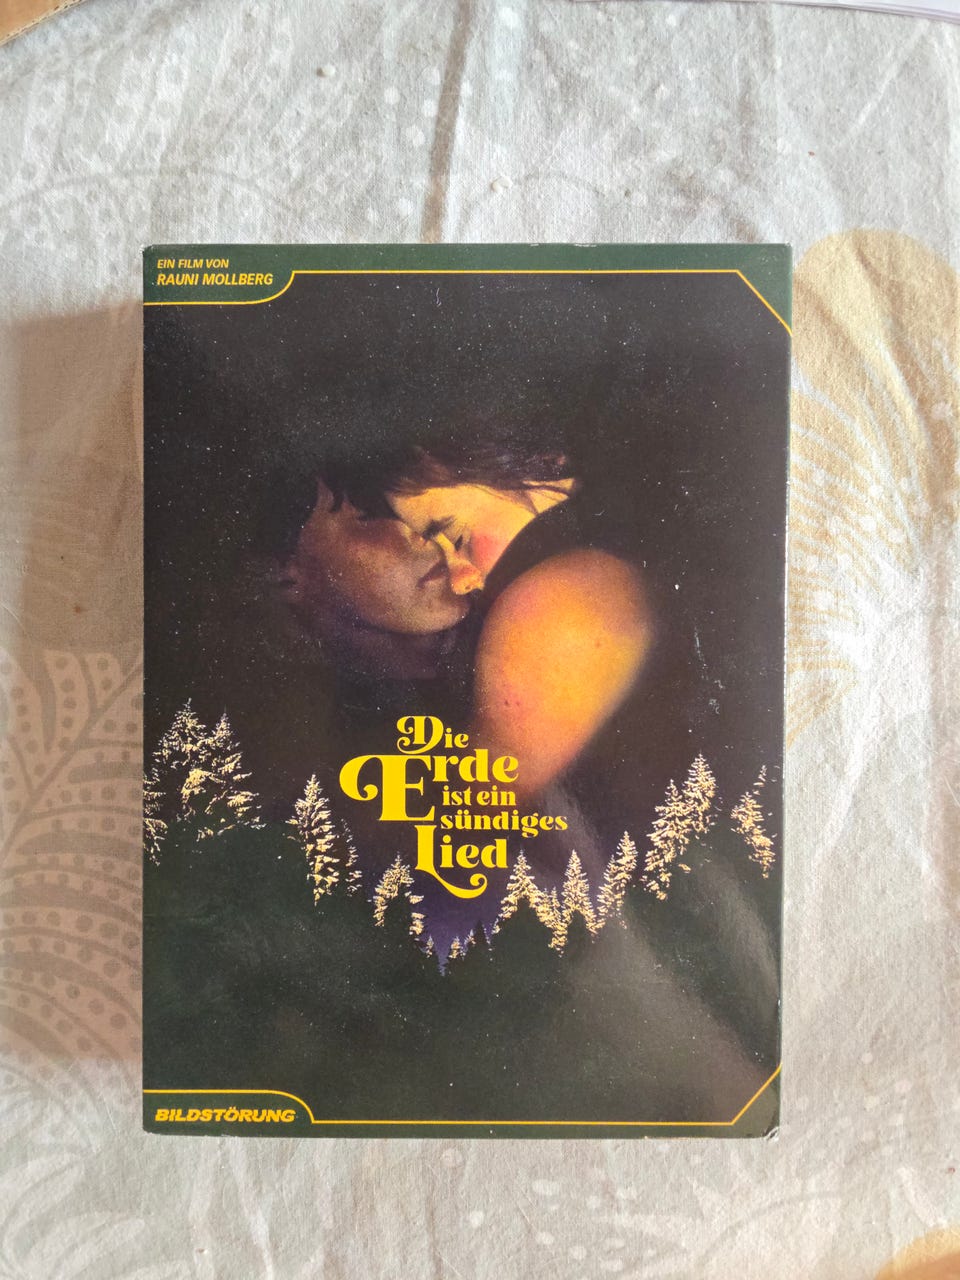 EIN FILM VON
RAUNI MOLLBERG
Die
Erde
ist ein
sündiges
Lied
BILDSTÖRUNG